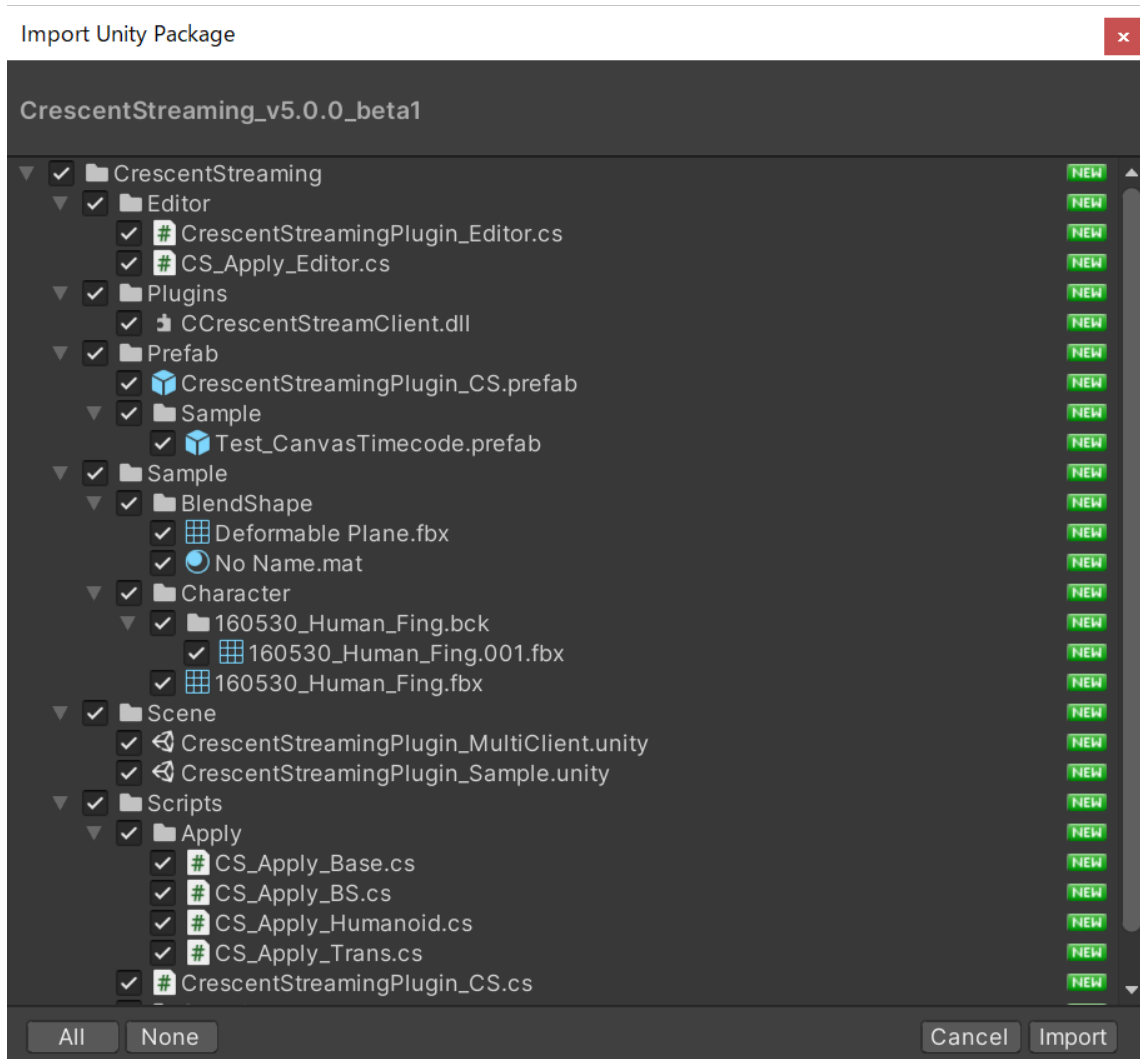 Import Unity Package
x
CrescentStreaming_v5.0.0_beta1
CrescentStreaming NEW
Editor NEW
# CrescentStreamingPlugin_Editor.cs NEW
# CS_Apply_Editor.cs NEW
Plugins NEW
CCrescentStreamClient.dll NEW
Prefab NEW
CrescentStreamingPlugin_CS.prefab NEW
Sample NEW
Test_CanvasTimecode.prefab NEW
Sample NEW
BlendShape NEW
Deformable Plane.fbx NEW
No Name.mat NEW
Character NEW
160530_Human_Fing.bck NEW
160530_Human_Fing.001.fbx NEW
160530_Human_Fing.fbx NEW
Scene NEW
CrescentStreamingPlugin_MultiClient.unity NEW
CrescentStreamingPlugin_Sample.unity NEW
Scripts NEW
Apply NEW
# CS_Apply_Base.cs NEW
# CS_Apply_BS.cs NEW
# CS_Apply_Humanoid.cs NEW
# CS_Apply_Trans.cs NEW
# CrescentStreamingPlugin_CS.cs NEW
All None Cancel Import